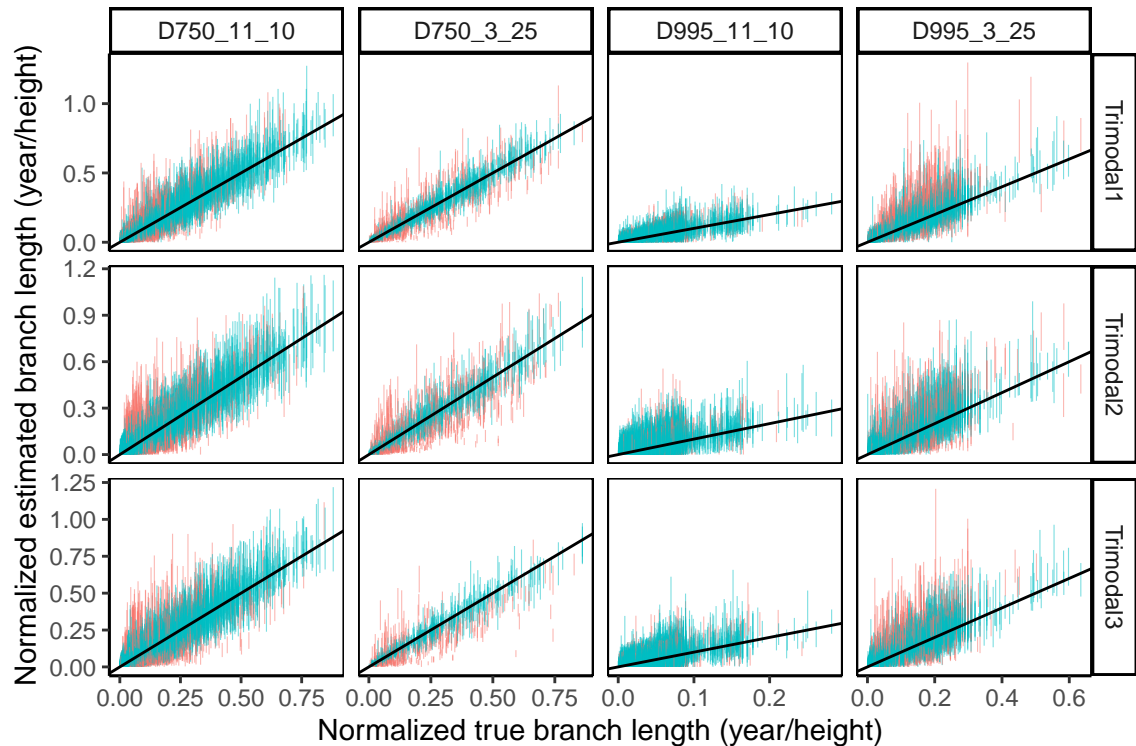 D750_11_10 D750_3_25 D995_11_10 D995_3_25
Normalized estimated branch length (year/height)
1.0
0.5
0.0
Trimodal1
1.2
0.9
0.6
0.3
0.0
Trimodal2
1.25
1.00
0.75
0.50
0.25
0.00
Trimodal3
0.00 0.25 0.50 0.75 0.00 0.25 0.50 0.75 0.0 0.1 0.2 0.0 0.2 0.4 0.6
Normalized true branch length (year/height)